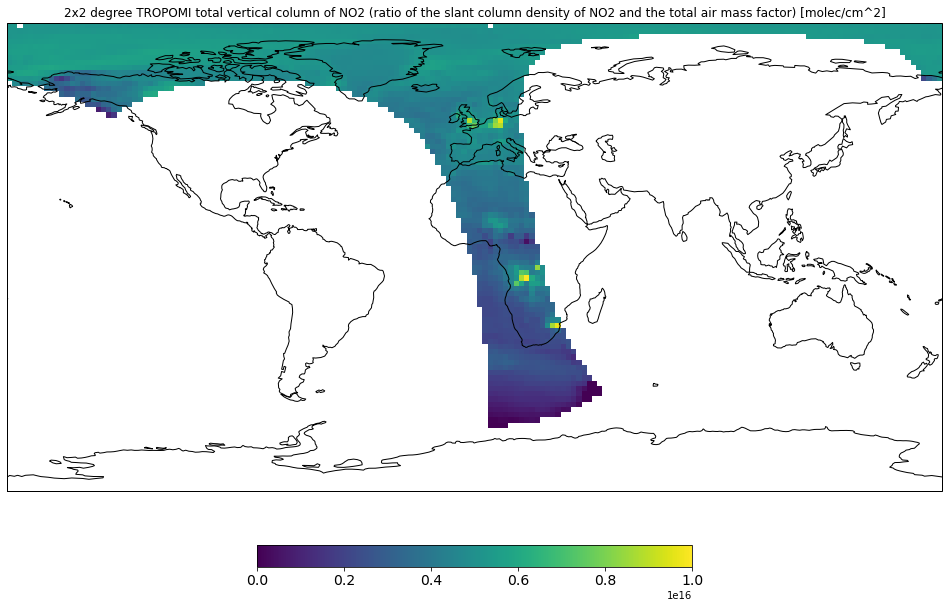 2x2 degree TROPOMI total vertical column of NO2 (ratio of the slant column density of NO2 and the total air mass factor) [molec/cm^2]
0.0 0.2 0.4 0.6 0.8 1.0
1e16